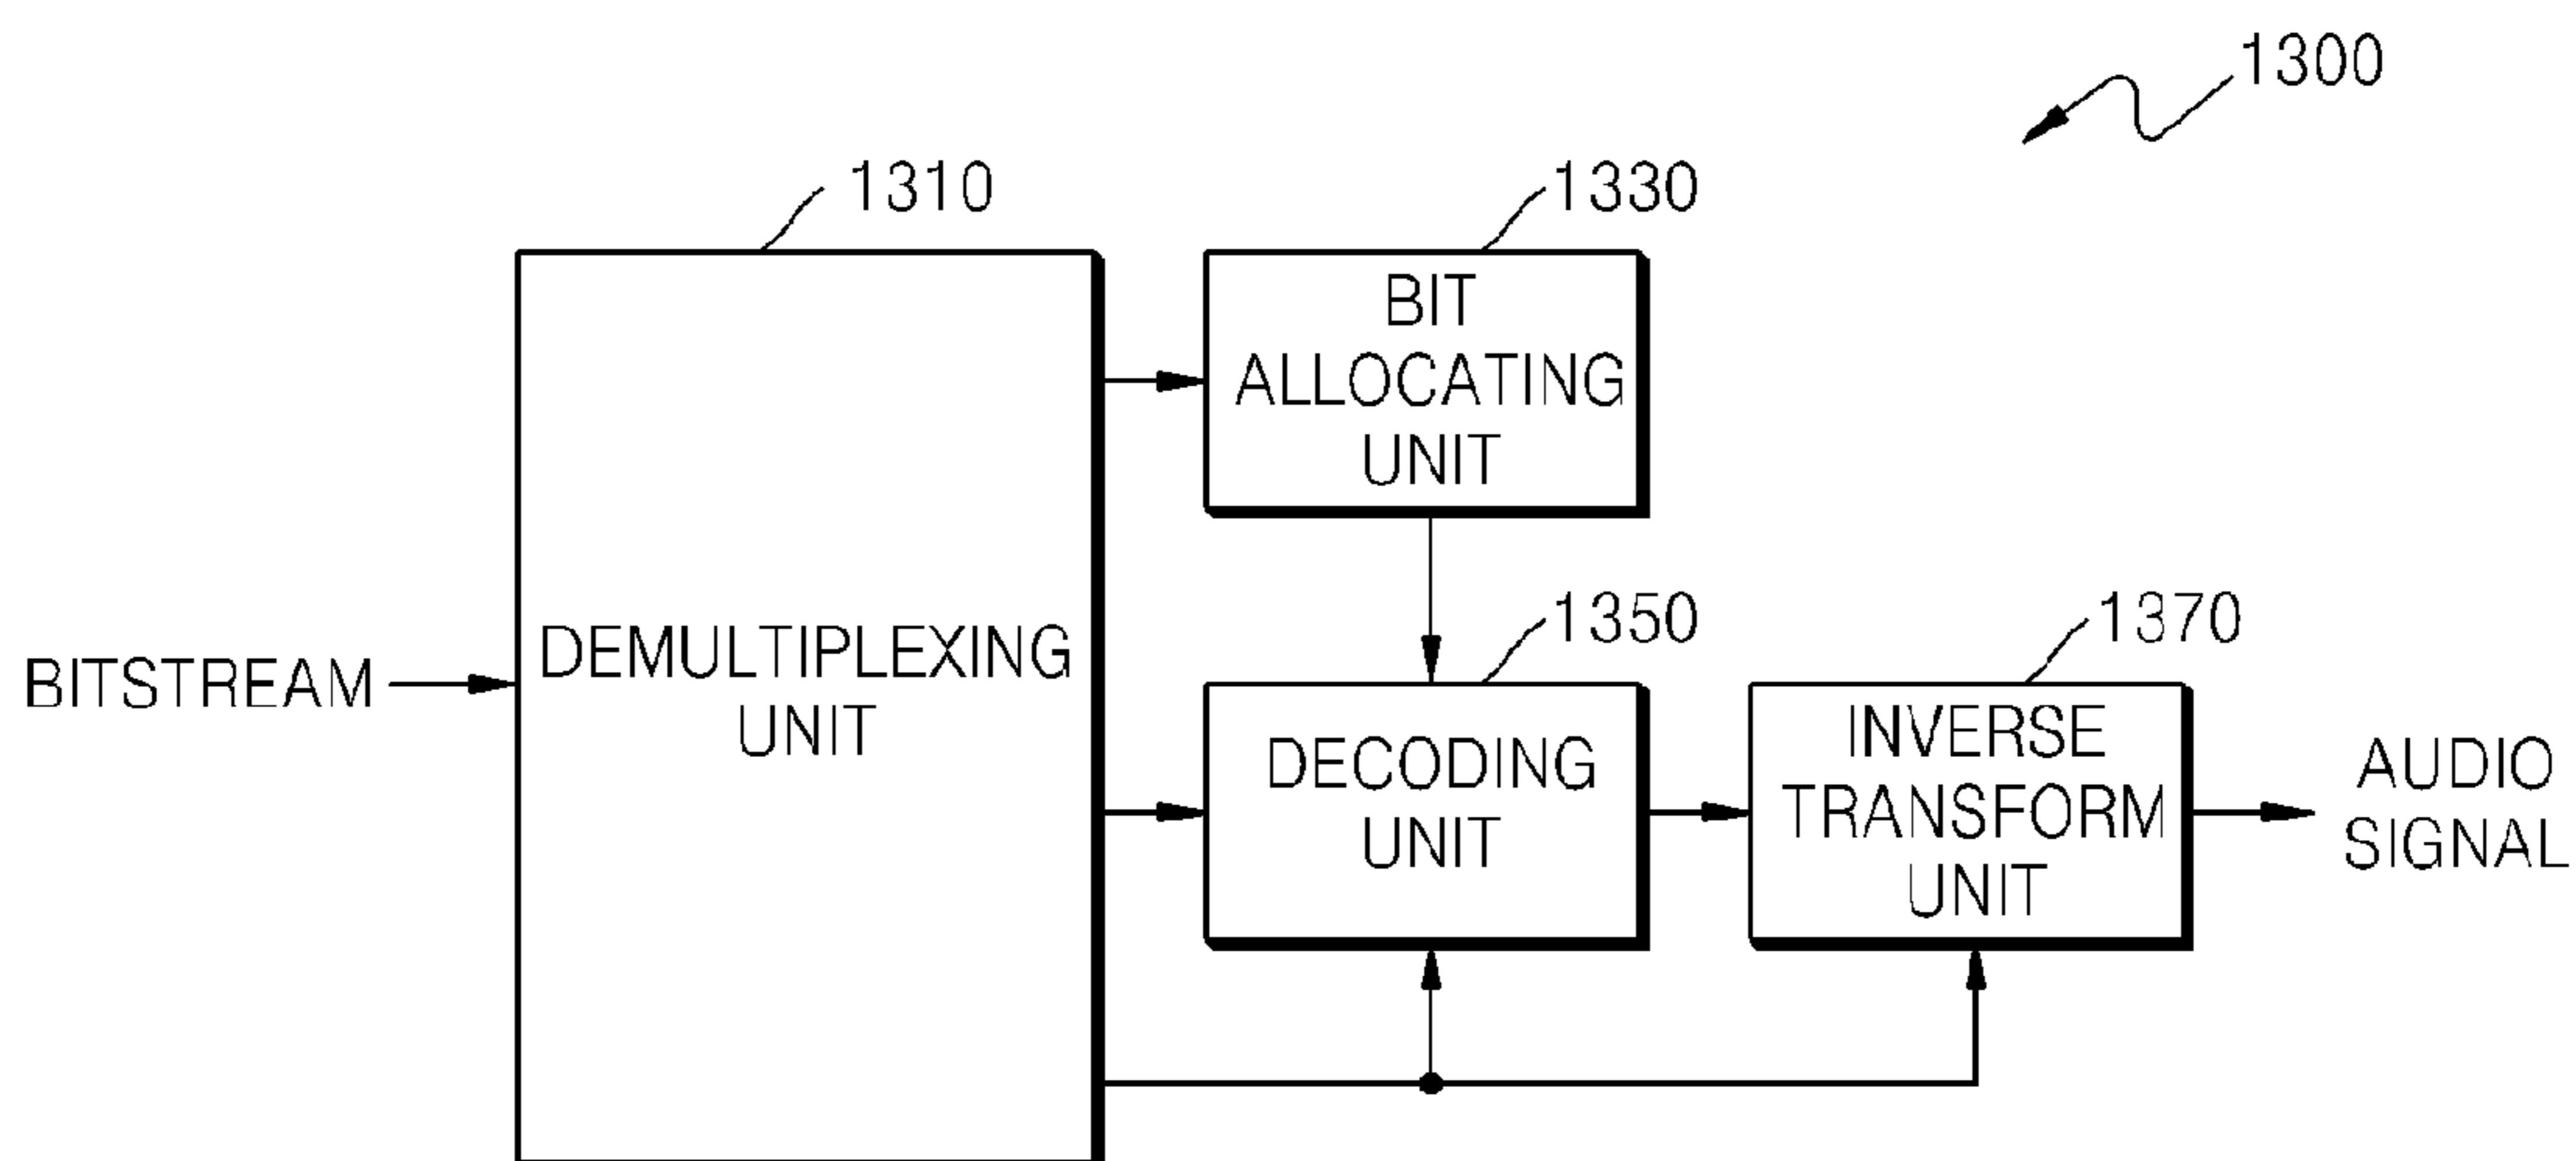 1300
1310
1330
BIT
ALLOCATING
UNIT
1350
1370
BITSTREAM
DEMULTIPLEXING
UNIT
DECODING
UNIT
INVERSE
TRANSFORM
UNIT
AUDIO
SIGNAL